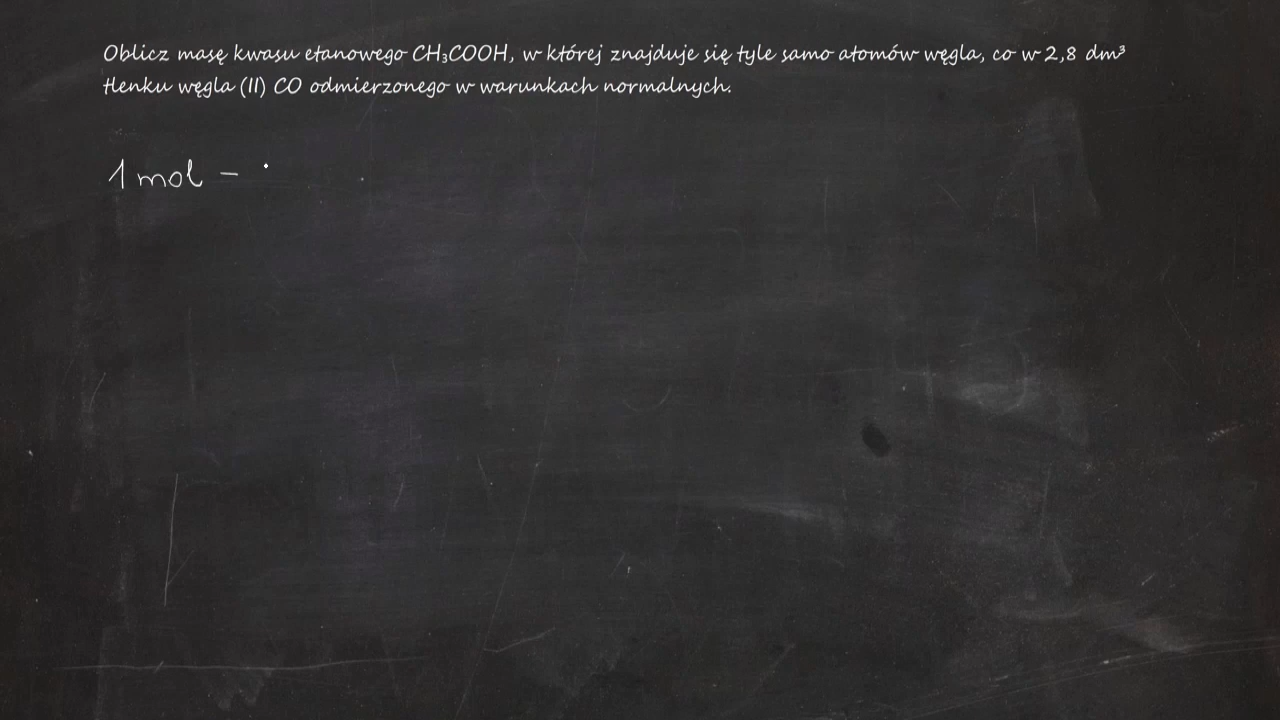 Oblicz masę kwasu etanowego CH₃COOH, w której znajduje się tyle samo atomów węgla, co w 2,8 dm³
tlenku węgla (II) CO odmierzonego w warunkach normalnych.
1 mol –